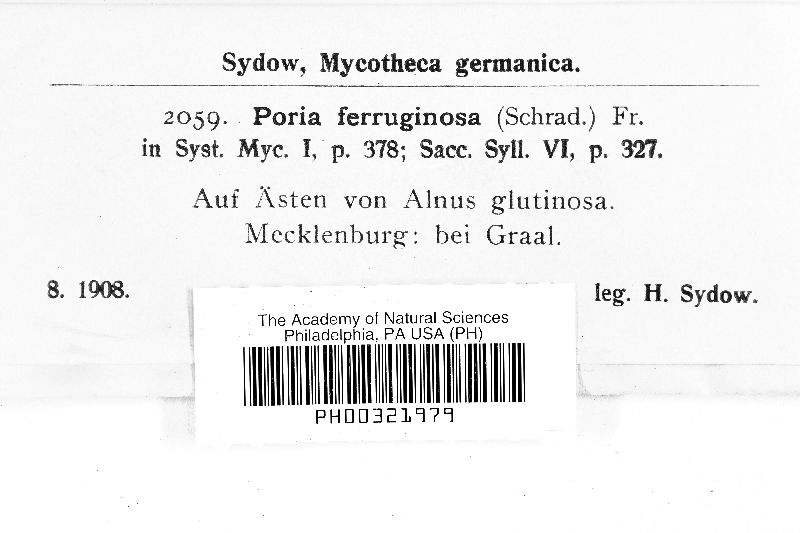 Sydow, Mycotheca germanica.
2059. Poria ferruginosa (Schrad.) Fr.
in Syst. Myc. I, p. 378; Sacc. Syll. VI, p. 327.
Auf Ästen von Alnus glutinosa.
Mecklenburg: bei Graal.
8. 1908. leg. H. Sydow.
The Academy of Natural Sciences
Philadelphia, PA USA (PH)
PH00321979